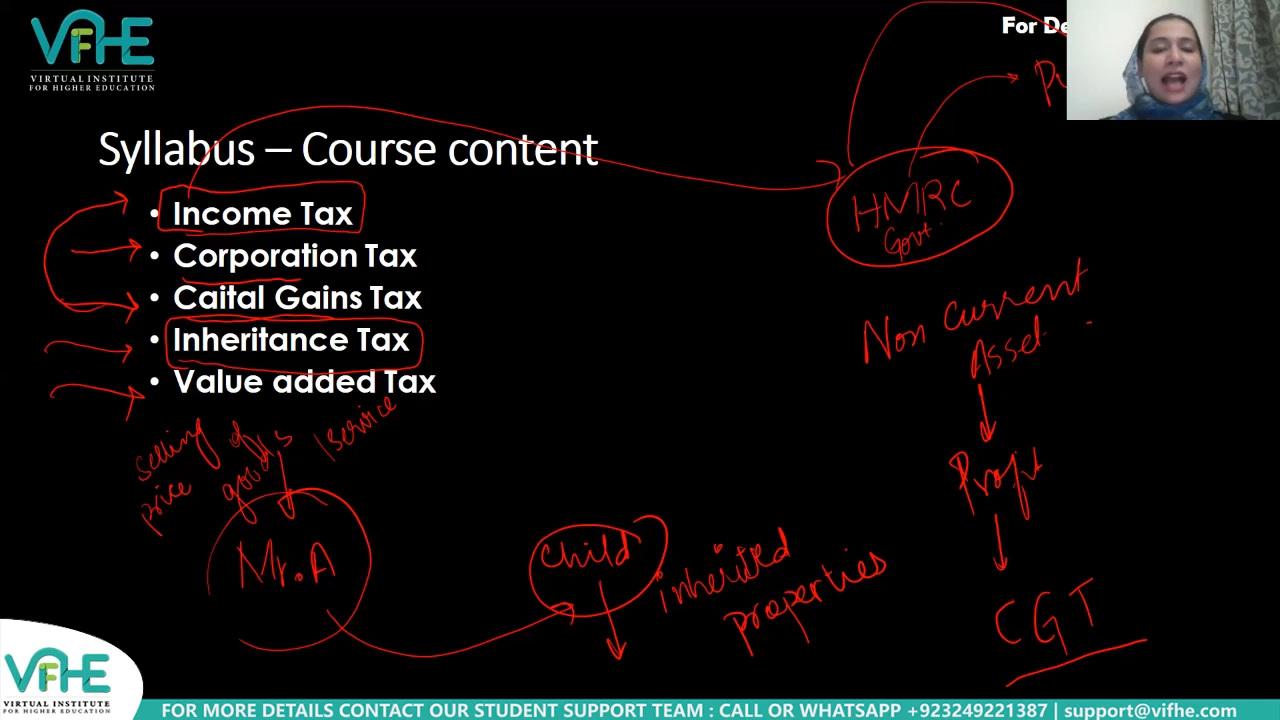 VIFHE
VIRTUAL INSTITUTE
FOR HIGHER EDUCATION
For De
Syllabus – Course content
• Income Tax
• Corporation Tax
• Caital Gains Tax
• Inheritance Tax
• Value added Tax
HMRC
Govt.
Non Current
Asset
Profit
CGT
selling of
price goods /service
Mr. A
Child
inherited
properties
VIFHE
VIRTUAL INSTITUTE
FOR HIGHER EDUCATION
FOR MORE DETAILS CONTACT OUR STUDENT SUPPORT TEAM : CALL OR WHATSAPP +923249221387 | support@vifhe.com